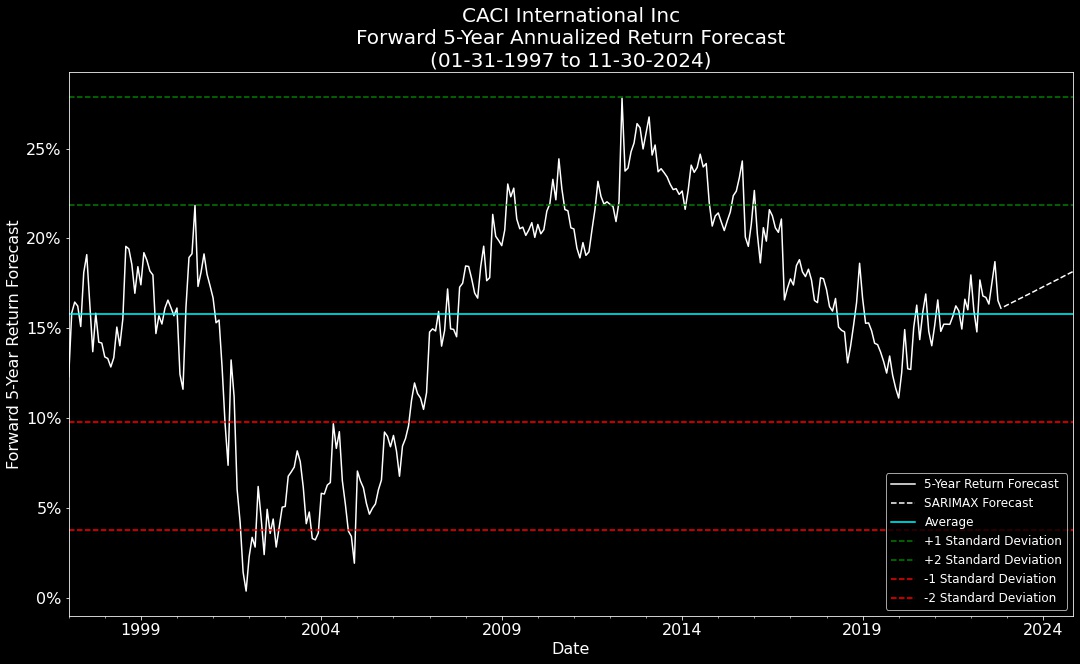 CACI International Inc
Forward 5-Year Annualized Return Forecast
(01-31-1997 to 11-30-2024)
Forward 5-Year Return Forecast
25%
20%
15%
10%
5%
0%
1999
2004
2009
2014
2019
2024
Date
5-Year Return Forecast
SARIMAX Forecast
Average
+1 Standard Deviation
+2 Standard Deviation
-1 Standard Deviation
-2 Standard Deviation